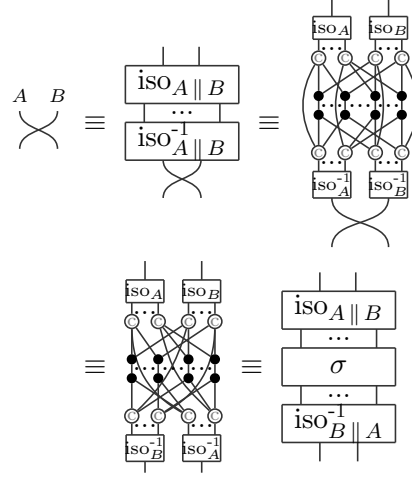 iso_A iso_B
... ...
A B
≡ iso_{A ∥ B} ≡
...
iso^{-1}_{A ∥ B}
© © © ©
... ... ...
... ... ...
© © © ©
... ...
iso^{-1}_A iso^{-1}_B
iso_A iso_B
... ...
© © © ©
≡ iso_{A ∥ B} ≡
...
σ
...
iso^{-1}_{B ∥ A}
... ... ...
... ... ...
© © © ©
... ...
iso^{-1}_B iso^{-1}_A